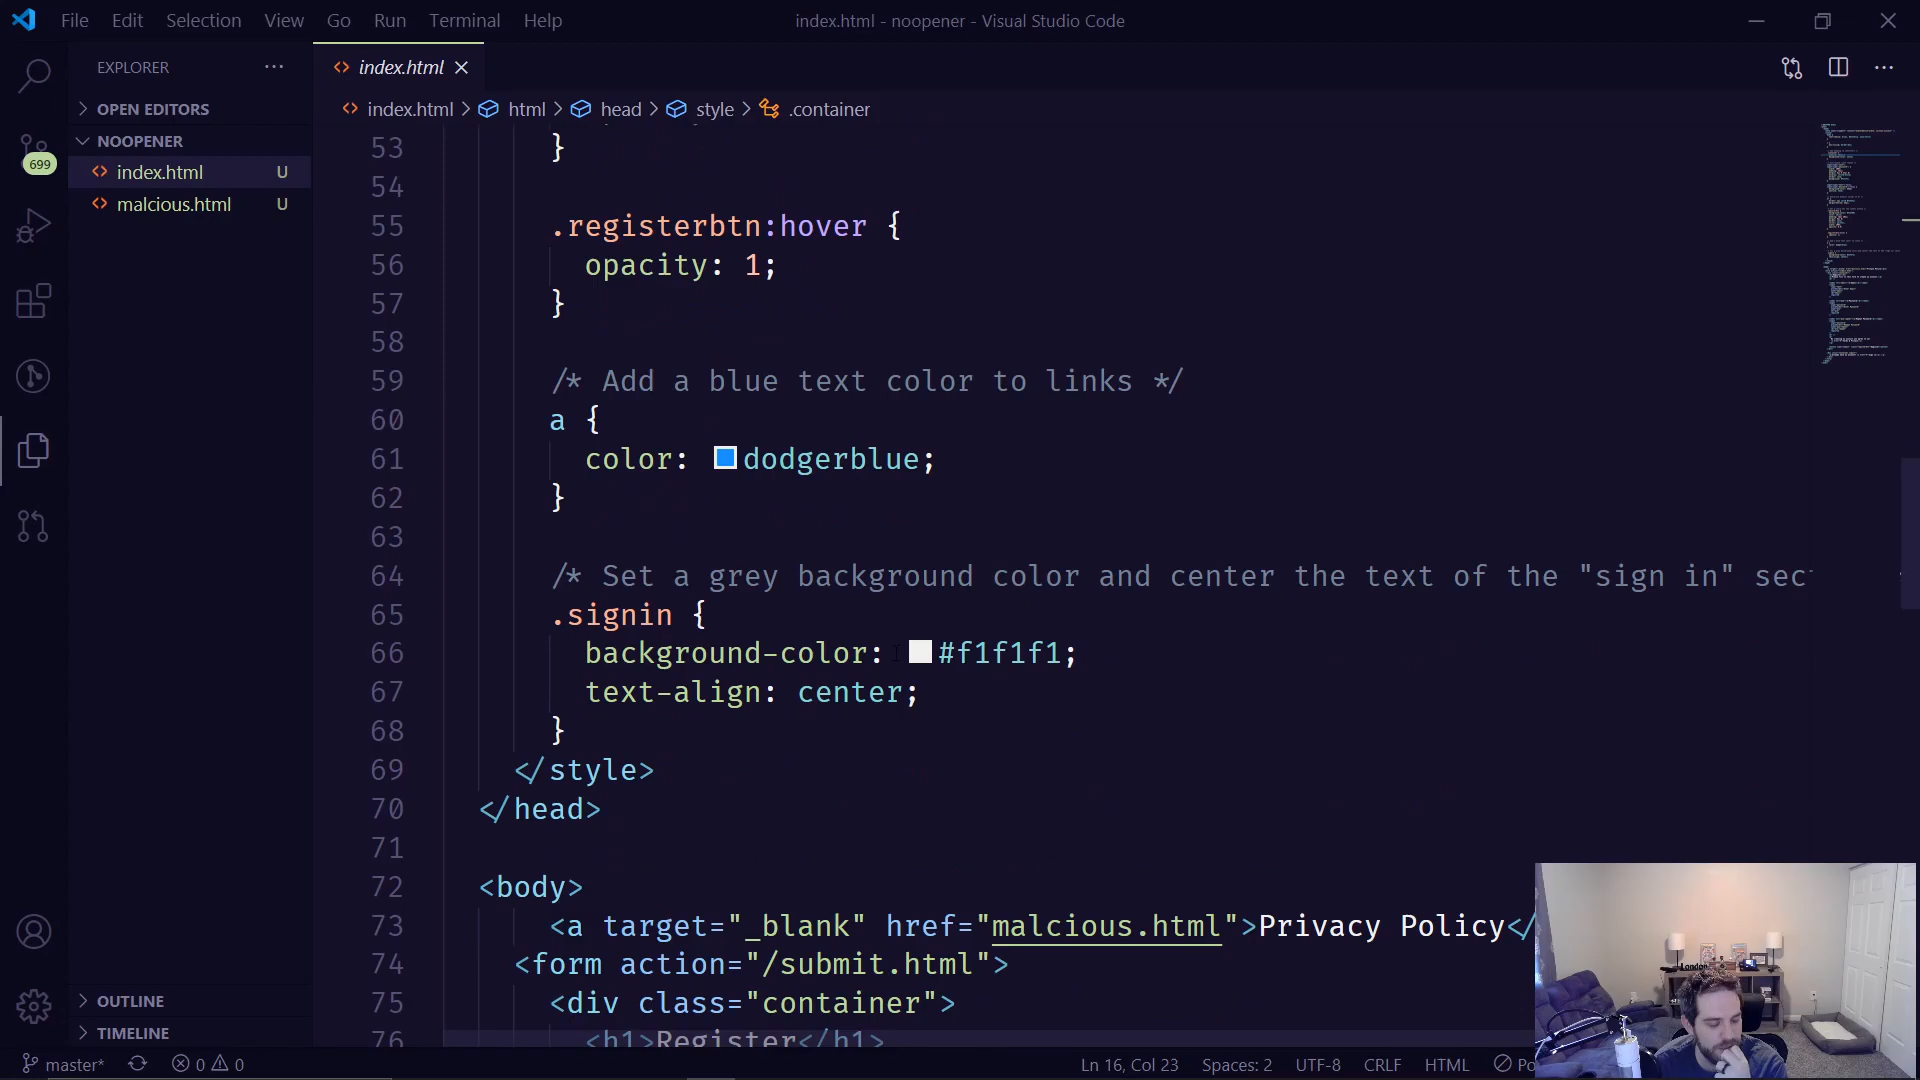 File Edit Selection View Go Run Terminal Help
index.html - noopener - Visual Studio Code
EXPLORER
index.html
OPEN EDITORS
index.html > html > head > style > .container
NOOPENER
index.html U
malcious.html U
699
53 }
54
55 .registerbtn:hover {
56 opacity: 1;
57 }
58
59 /* Add a blue text color to links */
60 a {
61 color: dodgerblue;
62 }
63
64 /* Set a grey background color and center the text of the "sign in" sec
65 .signin {
66 background-color: #f1f1f1;
67 text-align: center;
68 }
69 </style>
70 </head>
71
72 <body>
73 <a target="_blank" href="malcious.html">Privacy Policy</
74 <form action="/submit.html">
75 <div class="container">
76 <h1>Register</h1>
OUTLINE
TIMELINE
master* 0 0
Ln 16, Col 23 Spaces: 2 UTF-8 CRLF HTML
London